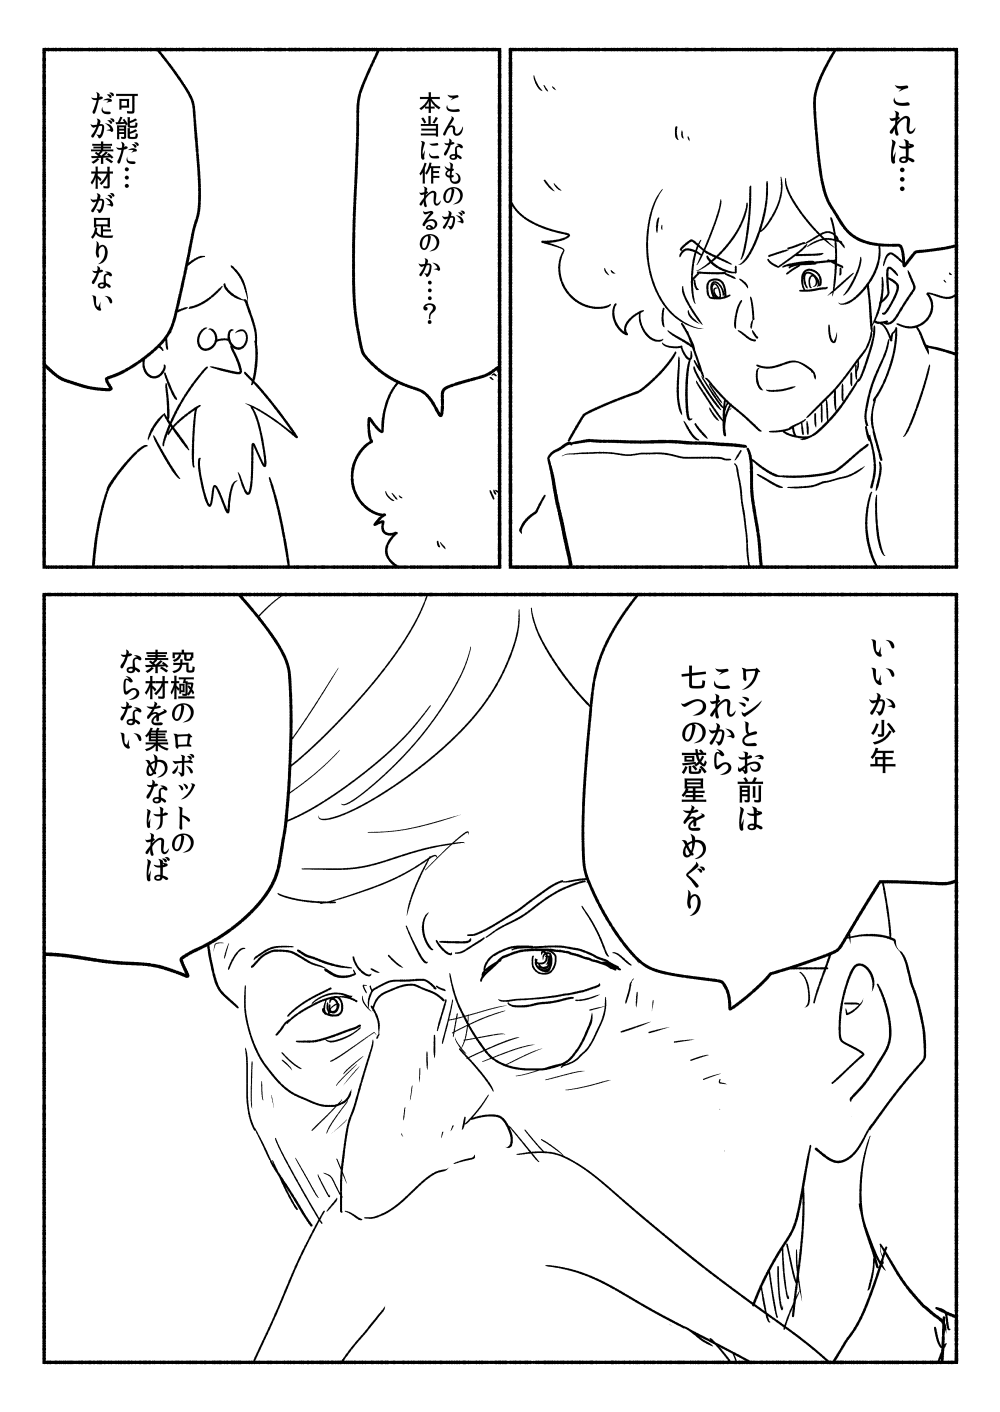 これは…
こんなものが
本当に作れるのか…？
可能だ…
だが素材が足りない
いいか少年
ワシとお前は
これから
七つの惑星をめぐり
究極のロボットの
素材を集めなければ
ならない